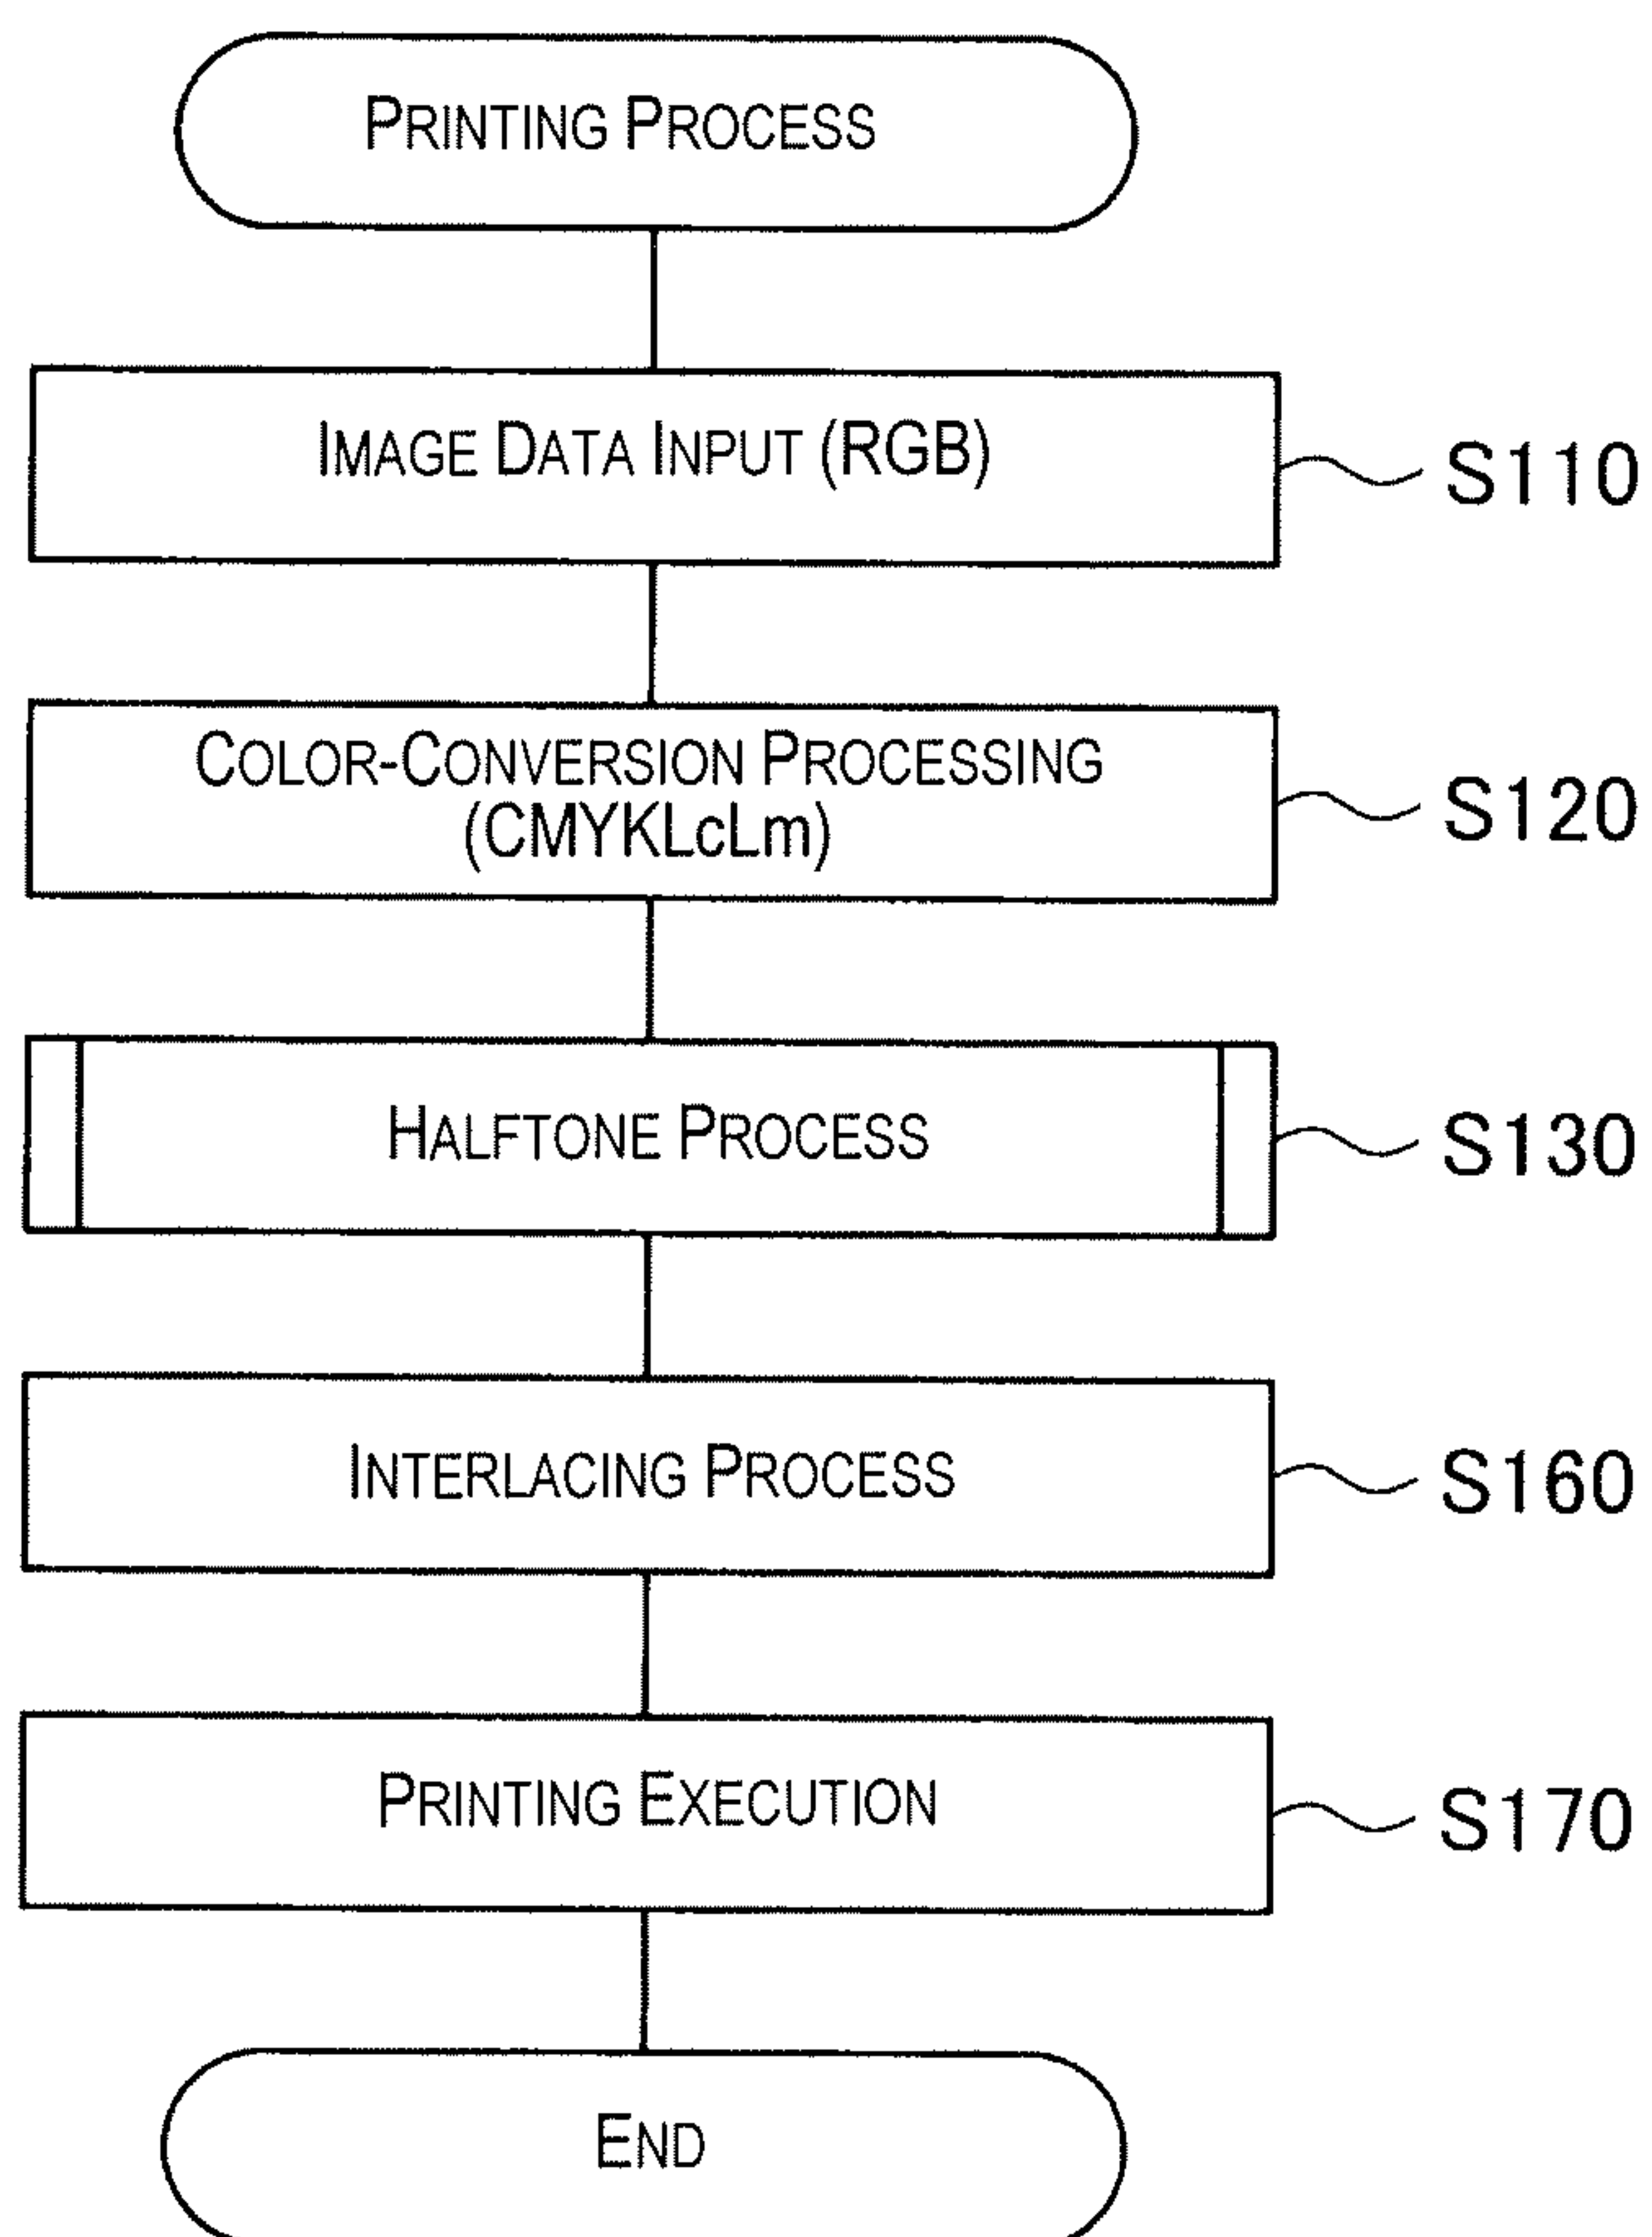 PRINTING PROCESS
IMAGE DATA INPUT (RGB)
S110
COLOR-CONVERSION PROCESSING
(CMYKLcLm)
S120
HALFTONE PROCESS
S130
INTERLACING PROCESS
S160
PRINTING EXECUTION
S170
END